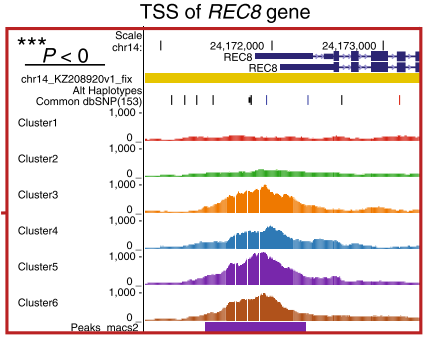 TSS of REC8 gene
***
P < 0
Scale
chr14:
24,172,000
24,173,000
REC8
REC8
chr14_KZ208920v1_fix
Alt Haplotypes
Common dbSNP(153)
1,000
Cluster1
0
1,000
Cluster2
0
1,000
Cluster3
0
1,000
Cluster4
0
1,000
Cluster5
0
1,000
Cluster6
0
Peaks_macs2